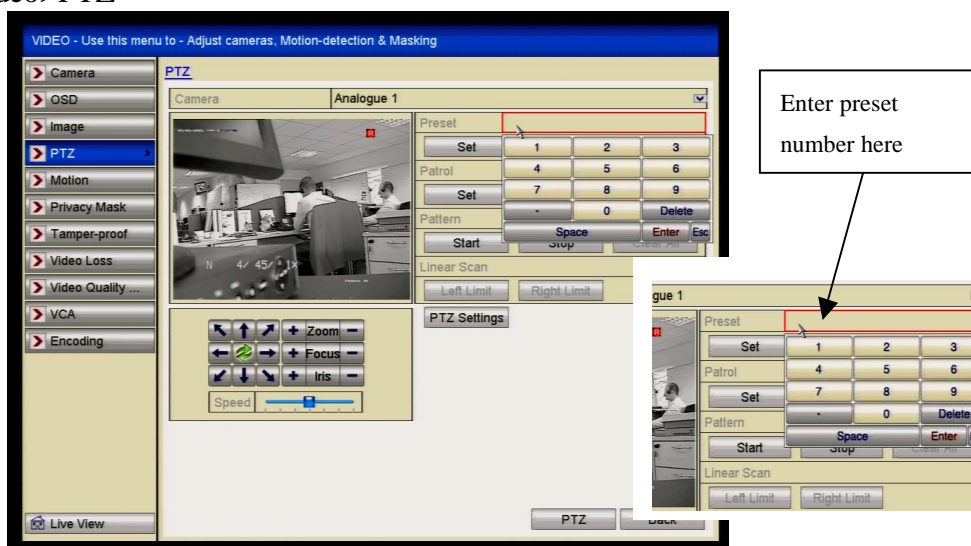 VIDEO - Use this menu to - Adjust cameras, Motion-detection & Masking
Camera
OSD
Image
PTZ
Motion
Privacy Mask
Tamper-proof
Video Loss
Video Quality ...
VCA
Encoding
Live View
PTZ
Camera Analogue 1
R
N 4/ 45/ 1X
Preset
Set 1 2 3
Patrol 4 5 6
Set 7 8 9
Pattern . 0 Delete
Space Enter Esc
Start Stop Clear All
Linear Scan
Left Limit Right Limit
PTZ Settings
+ Zoom -
+ Focus -
+ Iris -
Speed
PTZ Back
Enter preset
number here
gue 1
R
Preset
Set 1 2 3
Patrol 4 5 6
Set 7 8 9
Pattern . 0 Delete
Space Enter
Start Stop Clear All
Linear Scan
Left Limit Right Limit